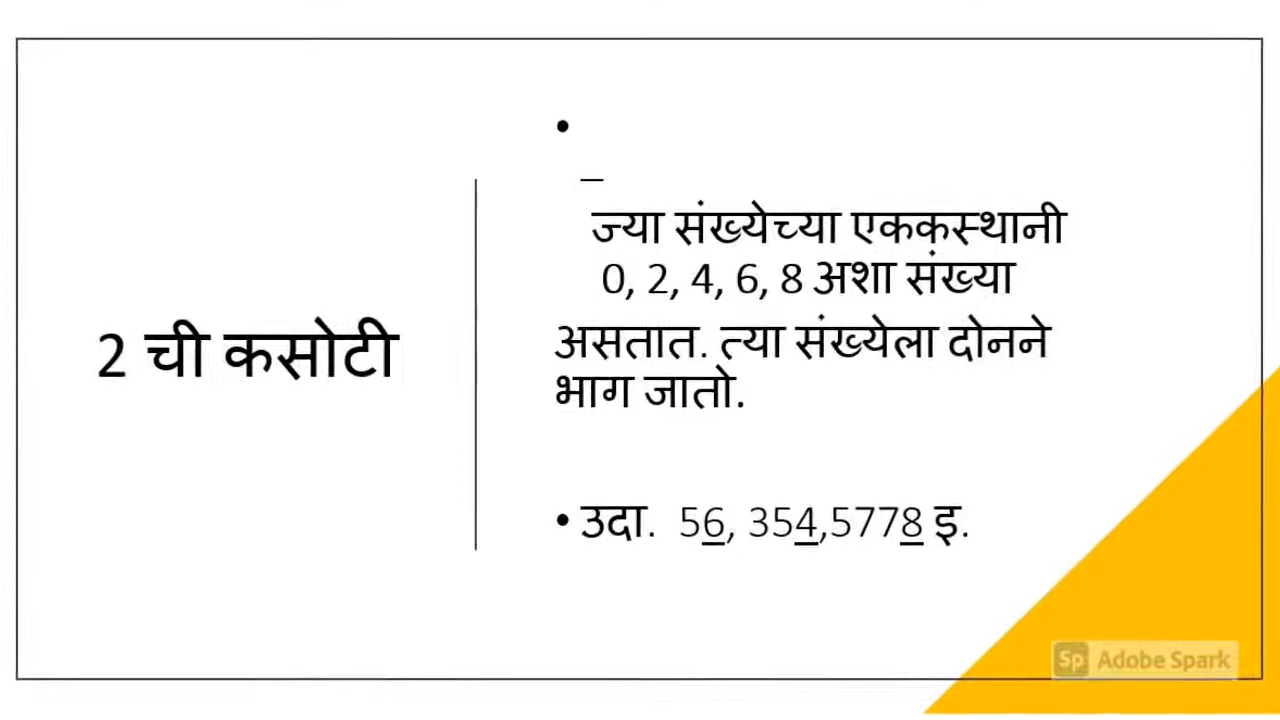 2 ची कसोटी
ज्या संख्येच्या एककस्थानी
0, 2, 4, 6, 8 अशा संख्या
असतात. त्या संख्येला दोनने
भाग जातो.
• उदा. 56, 354,5778 इ.
Sp Adobe Spark